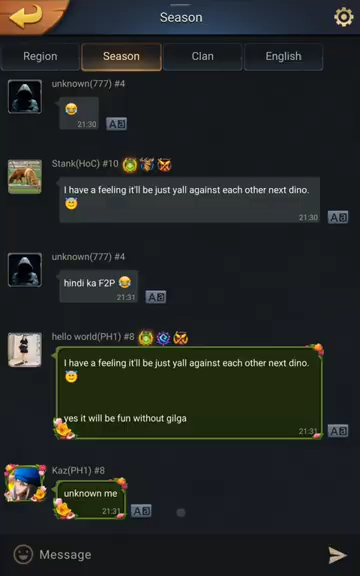 Season
Region Season Clan English
unknown(777) #4
😂
21:30
Stank(HoC) #10
I have a feeling it'll be just yall against each other next dino.
😇
21:30
unknown(777) #4
hindi ka F2P 😂
21:31
hello world(PH1) #8
I have a feeling it'll be just yall against each other next dino.
😇
yes it will be fun without gilga
21:31
Kaz(PH1) #8
unknown me
21:31
Message